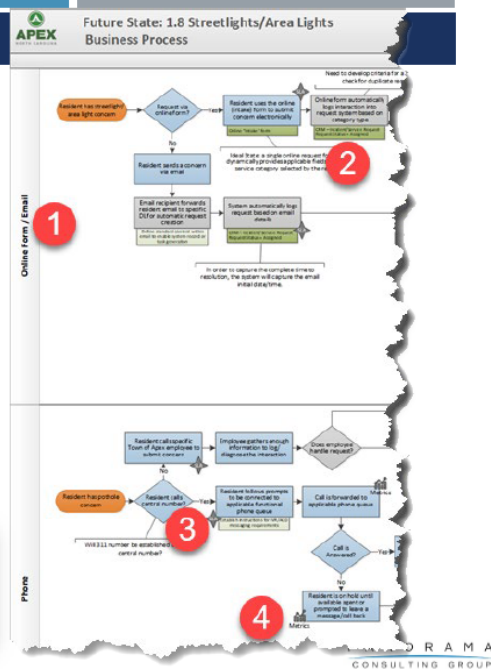 APEX
NORTH CAROLINA
Future State: 1.8 Streetlights/Area Lights
Business Process
Need to develop criteria for a
check for duplicate
Resident has streetlight/
area light concern
Request via
online form?
Yes
Resident uses the online
(intake) form to submit
concern electronically
Online form automatically
logs interaction into
request system based on
category types
No
2
Ideal State: a single online request
dynamically provides applicable fields
service category selected by the
Resident sends a concern
via email
Online Form / Email
1
Email recipient forwards
resident email to specific
DL for automatic request
creation
System automatically logs
request based on email
details
In order to capture the complete time to
resolution, the system will capture the email
initial date/time.
Resident calls specific
Town of Apex employee to
submit concern
Employee gathers enough
information to log/
diagnose the interaction
Does employee
handle request?
No
Resident has pothole
concern
Resident calls
central number?
Yes
Resident follows prompts
to be connected to
applicable functional
phone queue
Call is forwarded to
applicable phone queue
Metrics
3
Will 311 number be established
central number?
Call is
Answered?
Yes
No
Phone
Resident is on hold until
available agent or
prompted to leave a
message/call back
4
Metrics
DRAMA
CONSULTING GROUP